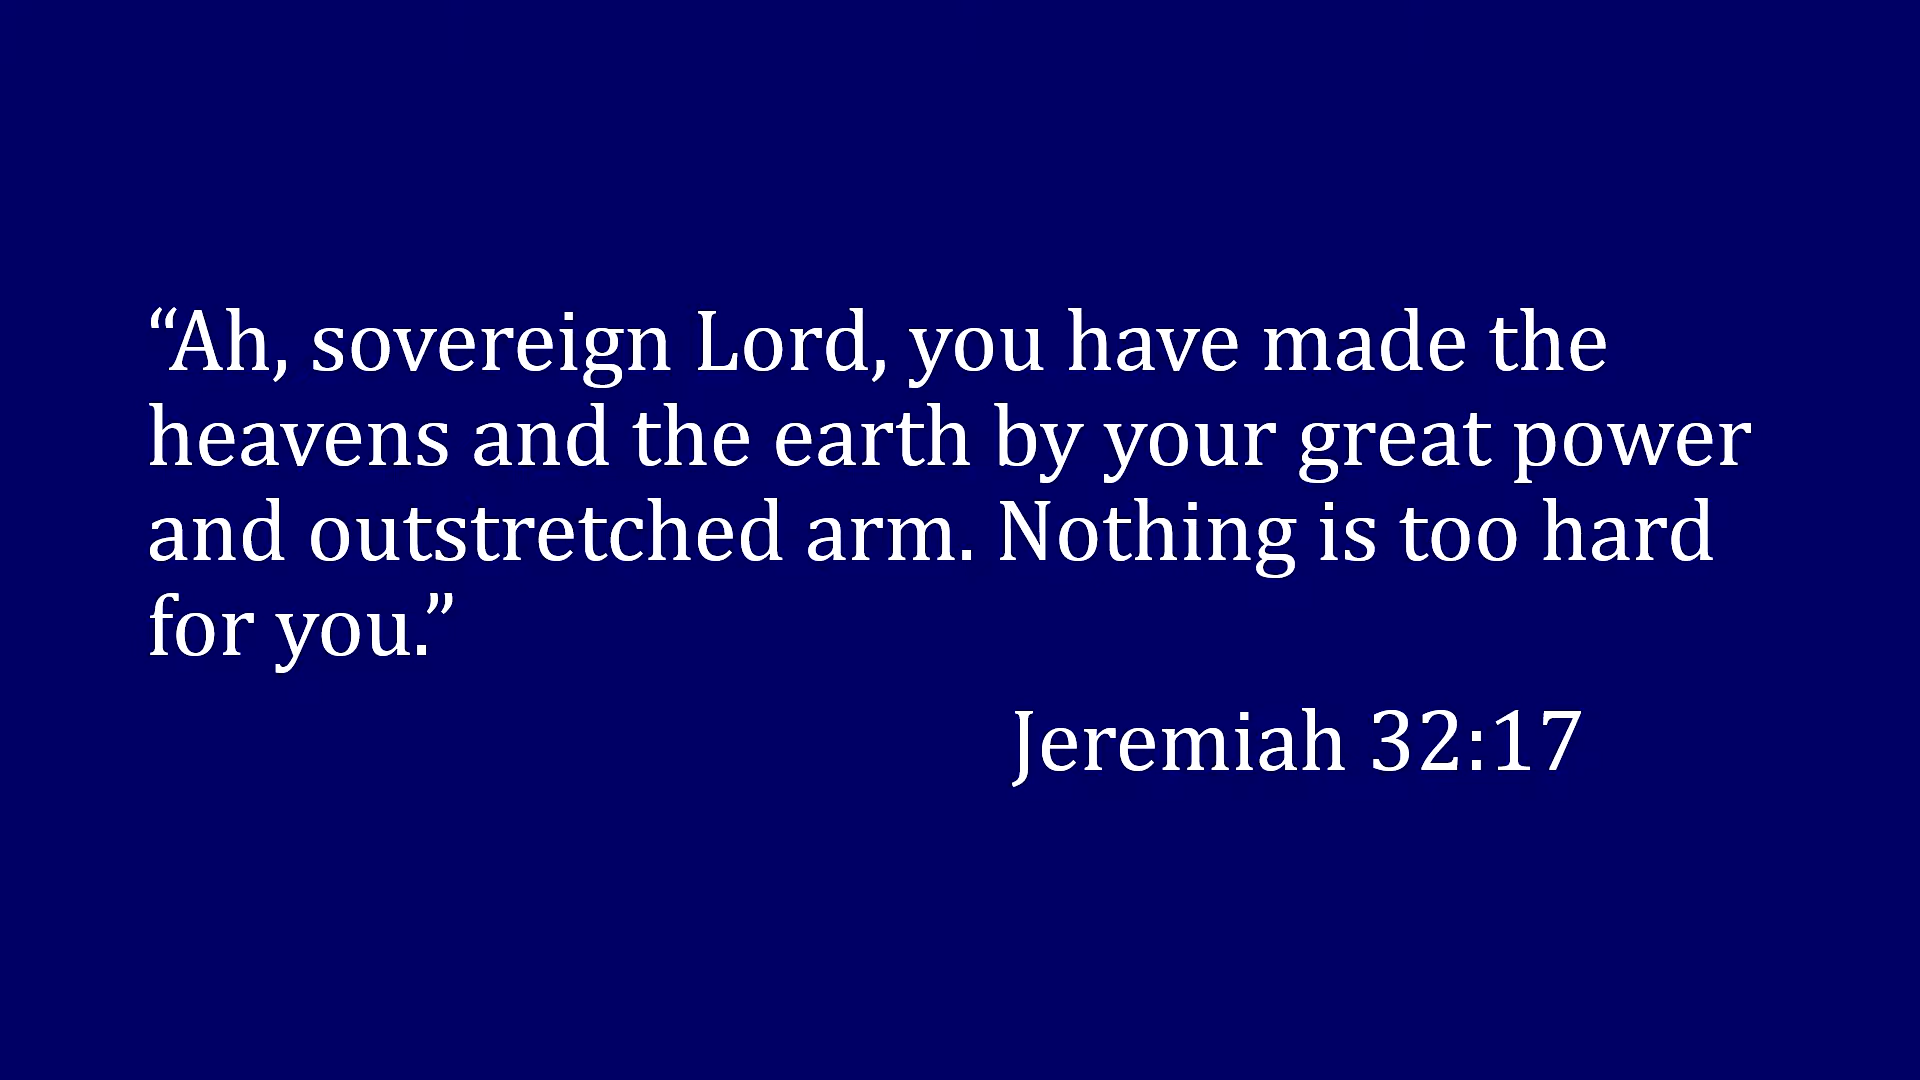 “Ah, sovereign Lord, you have made the
heavens and the earth by your great power
and outstretched arm. Nothing is too hard
for you.”
Jeremiah 32:17